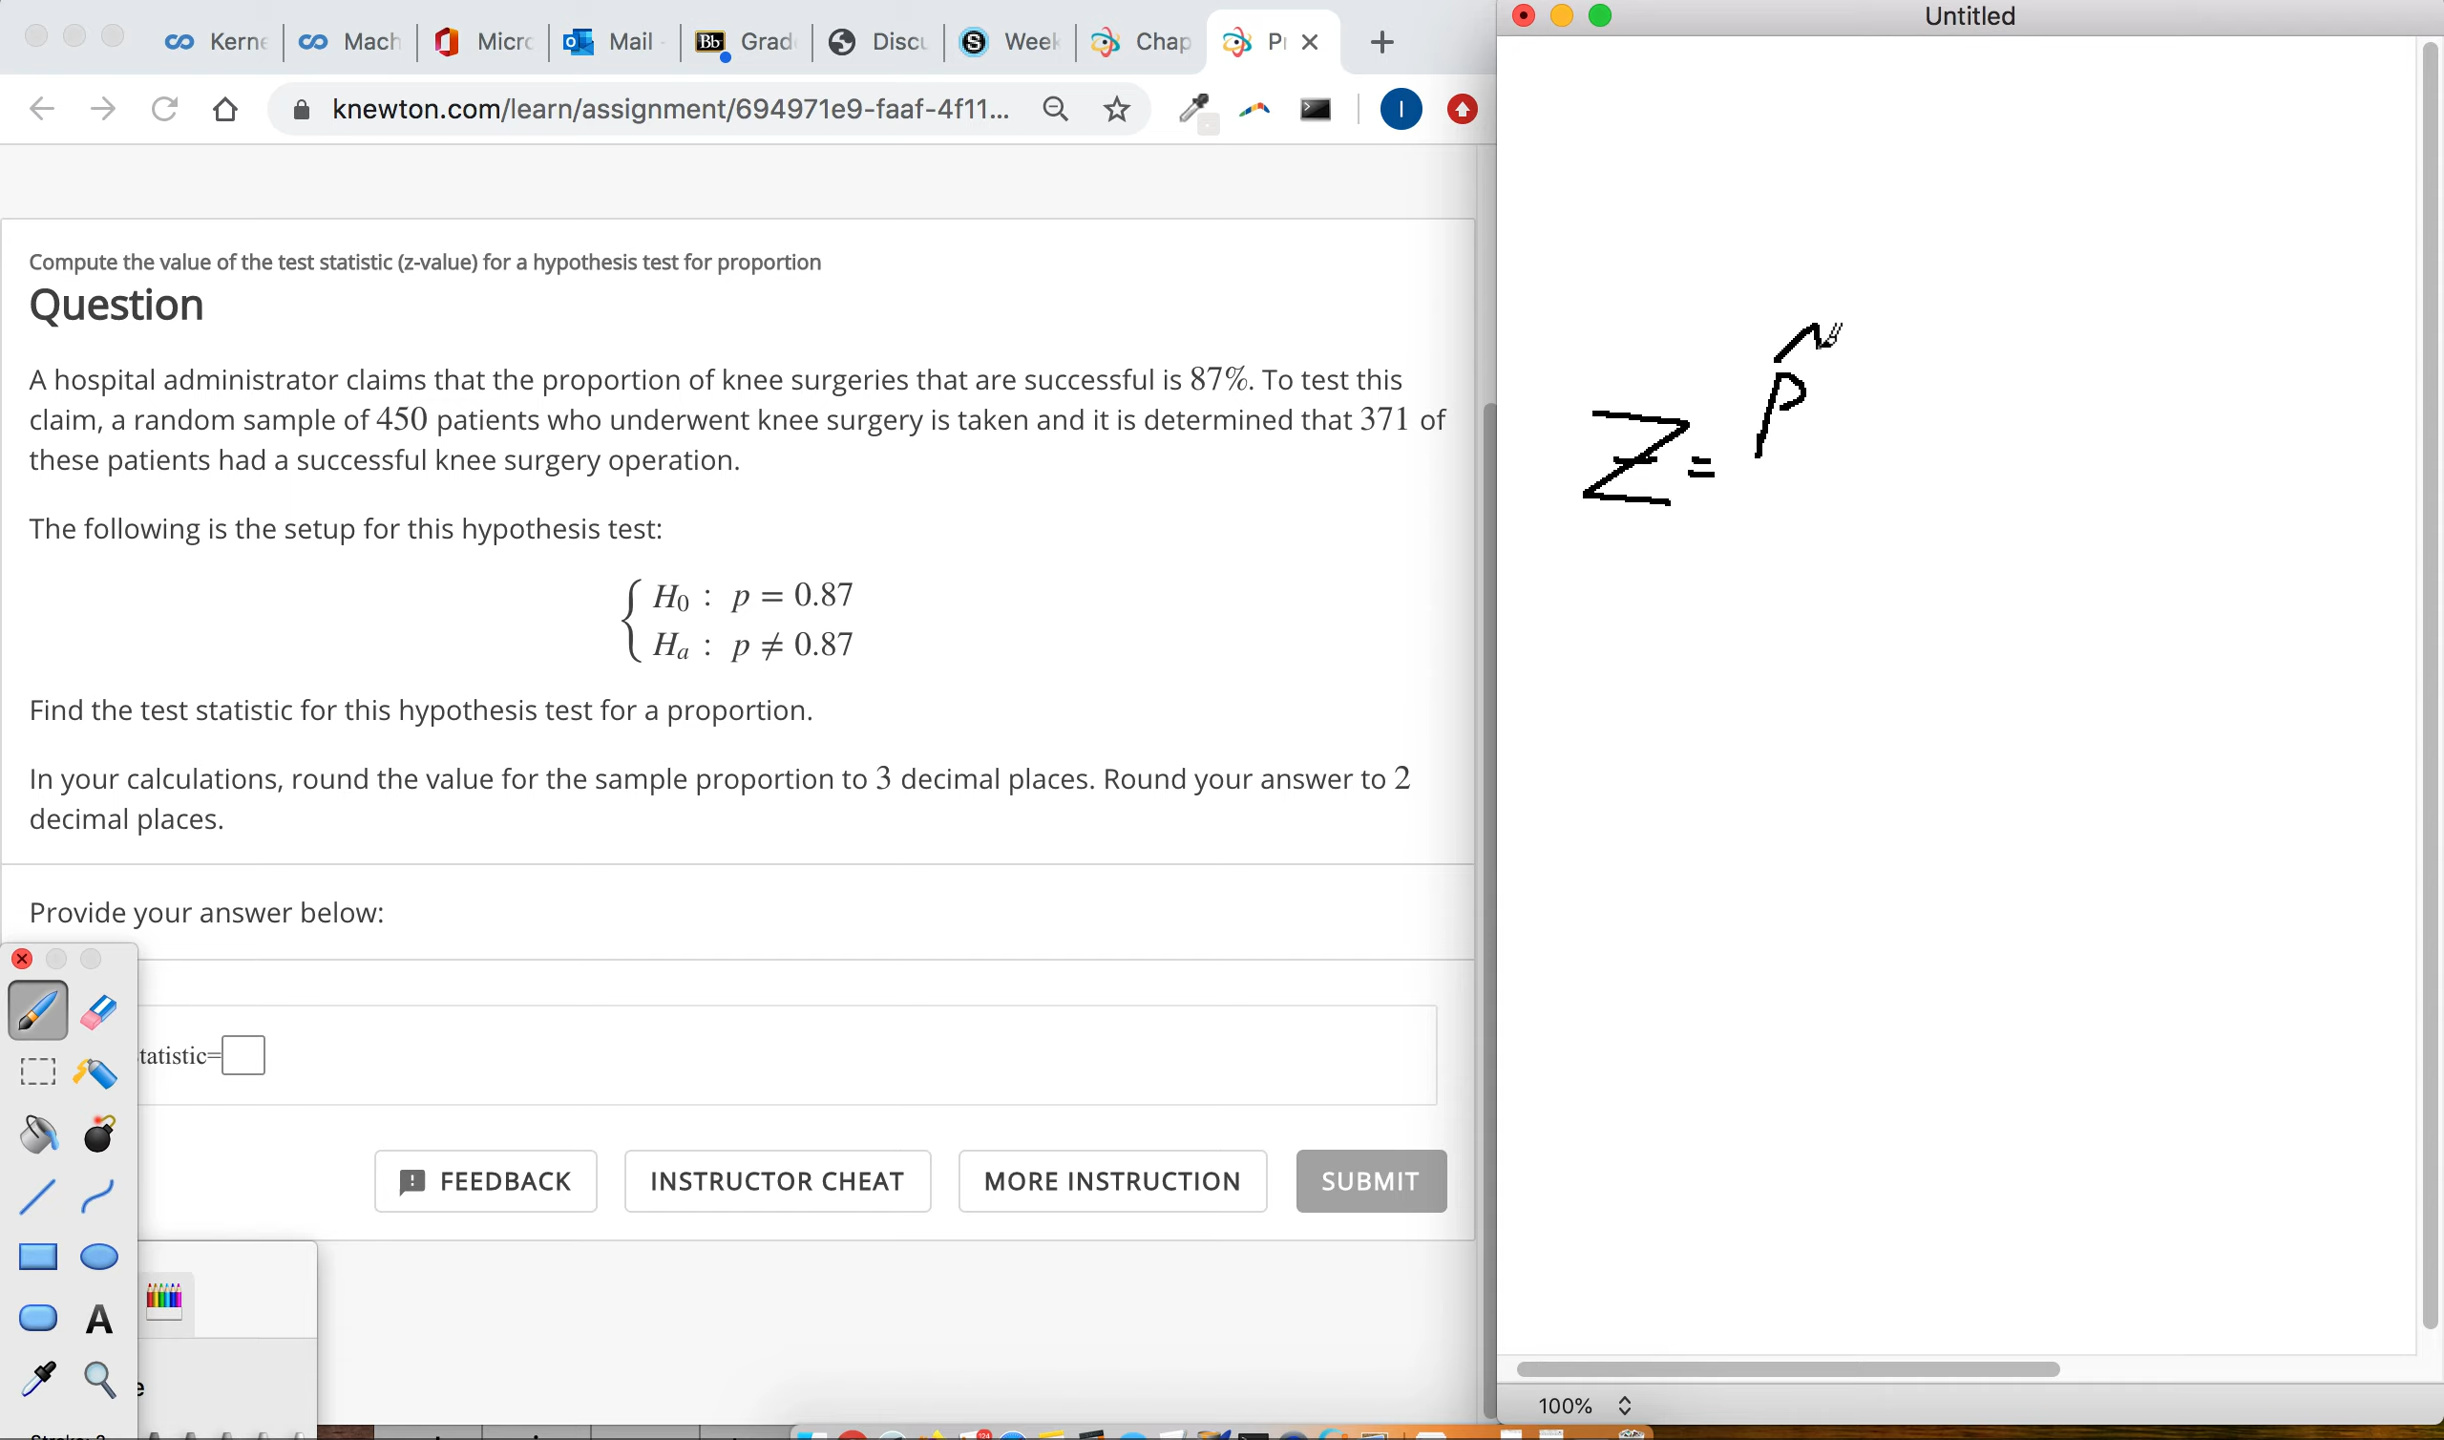 Kerne
Mach
Micro
Mail
Bb Grad
Discu
S Week
Chap
Untitled
knewton.com/learn/assignment/694971e9-faaf-4f11...
I
Compute the value of the test statistic (z-value) for a hypothesis test for proportion
Question
A hospital administrator claims that the proportion of knee surgeries that are successful is 87%. To test this
claim, a random sample of 450 patients who underwent knee surgery is taken and it is determined that 371 of
these patients had a successful knee surgery operation.
The following is the setup for this hypothesis test:
H0 : p = 0.87
Ha : p ≠ 0.87
Find the test statistic for this hypothesis test for a proportion.
In your calculations, round the value for the sample proportion to 3 decimal places. Round your answer to 2
decimal places.
Provide your answer below:
tatistic=
FEEDBACK
INSTRUCTOR CHEAT
MORE INSTRUCTION
SUBMIT
A
e
Z = p̂
100%